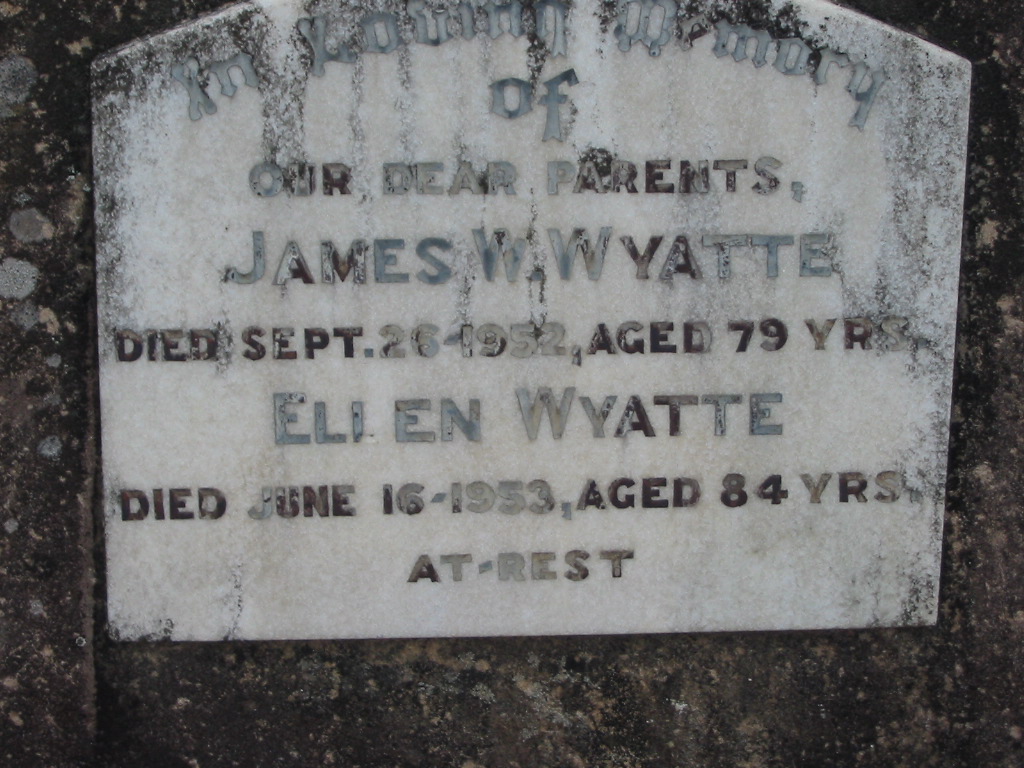 In Loving Memory
of
OUR DEAR PARENTS,
JAMES W. WYATTE
DIED SEPT. 26-1952, AGED 79 YRS.
ELLEN WYATTE
DIED JUNE 16-1953, AGED 84 YRS.
AT-REST